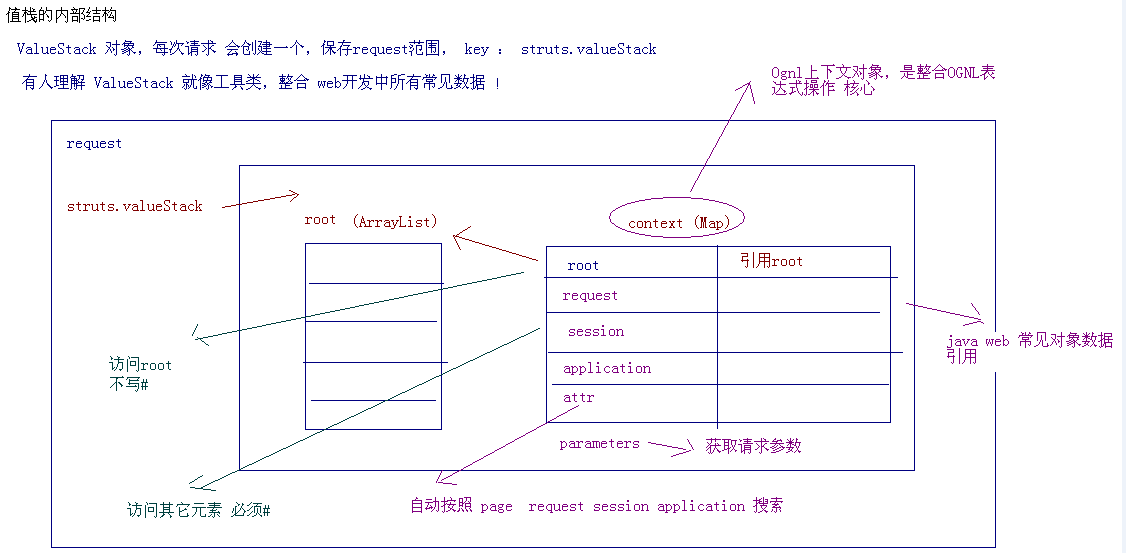 值栈的内部结构
ValueStack 对象，每次请求 会创建一个，保存request范围， key ： struts.valueStack
有人理解 ValueStack 就像工具类，整合 web开发中所有常见数据 ！
Ognl上下文对象，是整合OGNL表
达式操作 核心
request
struts.valueStack
root （ArrayList）
context（Map）
root
引用root
request
session
application
attr
parameters
获取请求参数
java web 常见对象数据
引用
访问root
不写#
访问其它元素 必须#
自动按照 page request session application 搜索